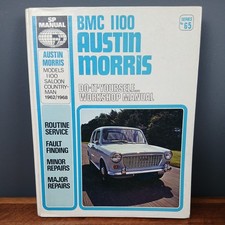 SP
MANUAL
AUSTIN
MORRIS
MODELS
1100
SALOON
COUNTRY-
MAN
1962/1968
ROUTINE
SERVICE
FAULT
FINDING
MINOR
REPAIRS
MAJOR
REPAIRS
BMC 1100
AUSTIN
MORRIS
DO-IT-YOURSELF...
WORKSHOP MANUAL
65